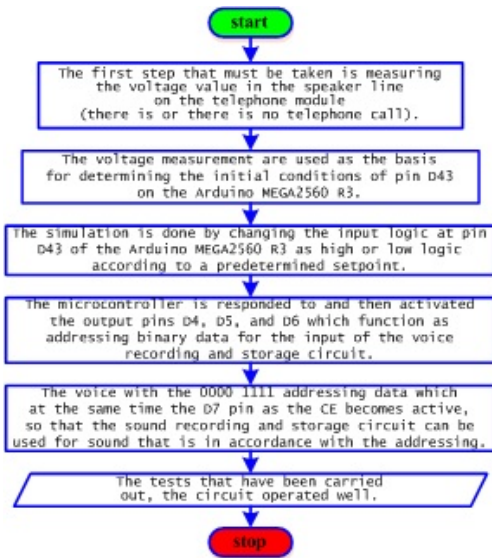 start
The first step that must be taken is measuring
the voltage value in the speaker line
on the telephone module
(there is or there is no telephone call).
The voltage measurement are used as the basis
for determining the initial conditions of pin D43
on the Arduino MEGA2560 R3.
The simulation is done by changing the input logic at pin
D43 of the Arduino MEGA2560 R3 as high or low logic
according to a predetermined setpoint.
The microcontroller is responded to and then activated
the output pins D4, D5, and D6 which function as
addressing binary data for the input of the voice
recording and storage circuit.
The voice with the 0000 1111 addressing data which
at the same time the D7 pin as the CE becomes active,
so that the sound recording and storage circuit can be
used for sound that is in accordance with the addressing.
The tests that have been carried
out, the circuit operated well.
stop